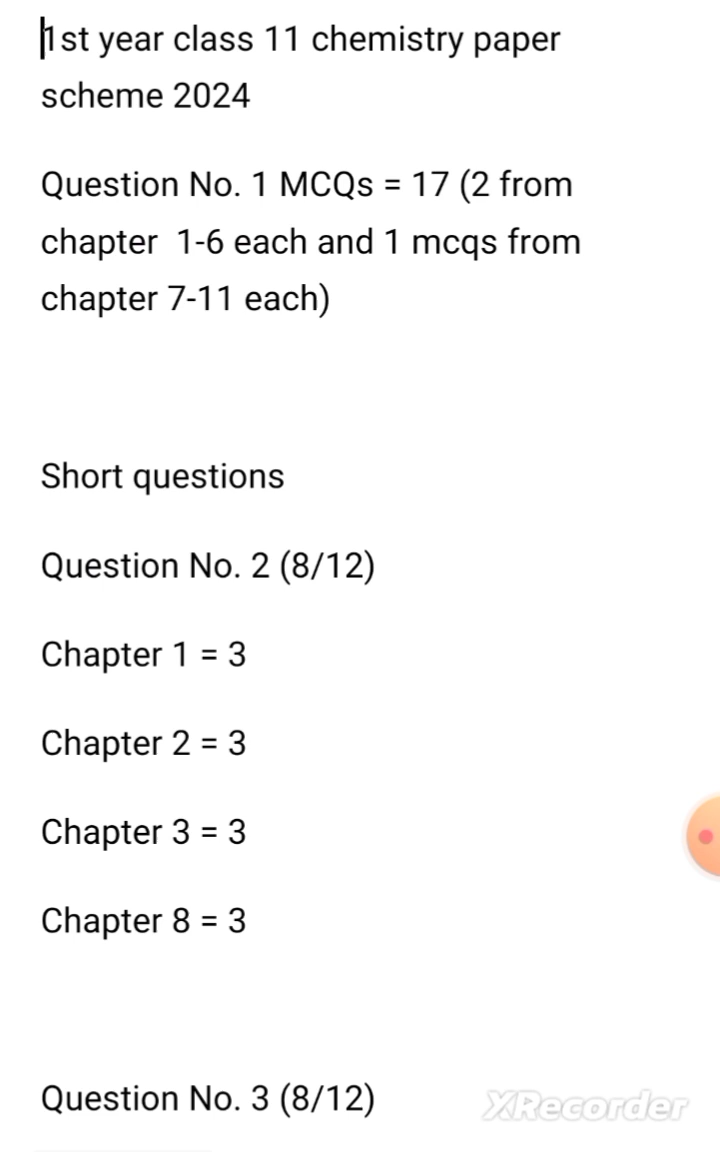 1st year class 11 chemistry paper
scheme 2024
Question No. 1 MCQs = 17 (2 from
chapter  1-6 each and 1 mcqs from
chapter 7-11 each)
Short questions
Question No. 2 (8/12)
Chapter 1 = 3
Chapter 2 = 3
Chapter 3 = 3
Chapter 8 = 3
Question No. 3 (8/12)
XRecorder